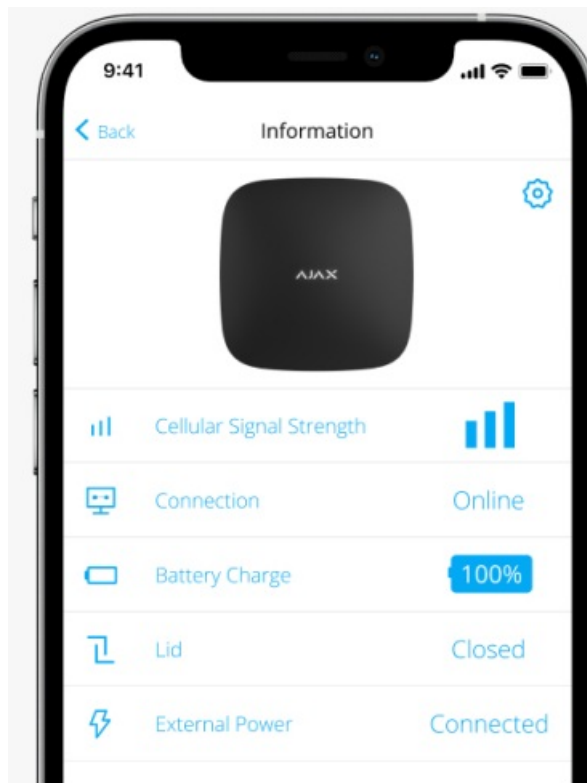 9:41
Back
Information
AJAX
Cellular Signal Strength
Connection Online
Battery Charge 100%
Lid Closed
External Power Connected